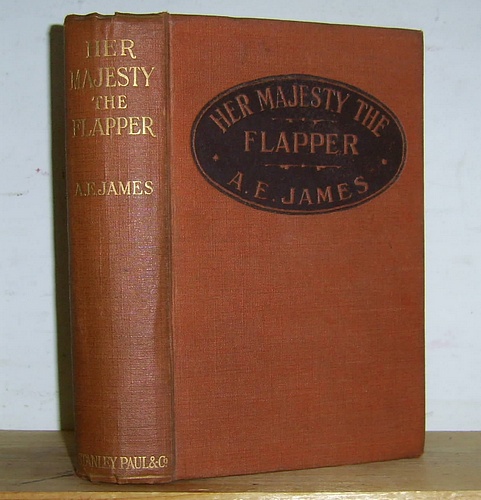 HER
MAJESTY
THE
FLAPPER
A.E.JAMES
STANLEY PAUL & Co
HER MAJESTY THE
FLAPPER
A. E. JAMES